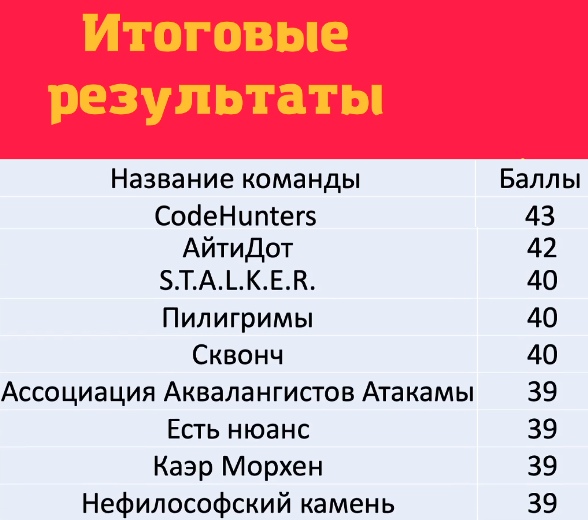 Итоговые
результаты
Название команды Баллы
CodeHunters 43
АйтиДот 42
S.T.A.L.K.E.R. 40
Пилигримы 40
Сквонч 40
Ассоциация Аквалангистов Атакамы 39
Есть нюанс 39
Каэр Морхен 39
Нефилософский камень 39